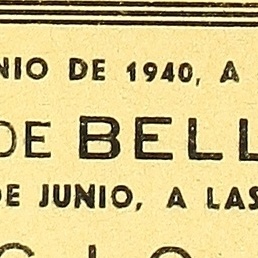 NIO DE 1940, A
DE BELL
DE JUNIO, A LAS